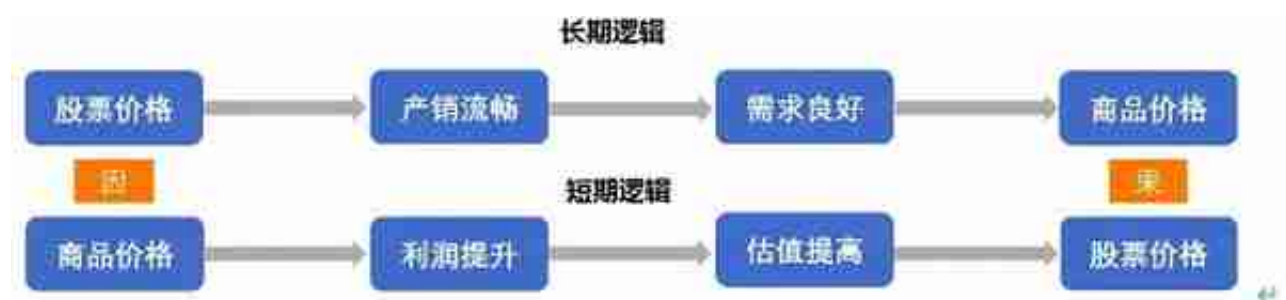 长期逻辑
股票价格 产销流畅 需求良好 商品价格
因 果
短期逻辑
商品价格 利润提升 估值提高 股票价格